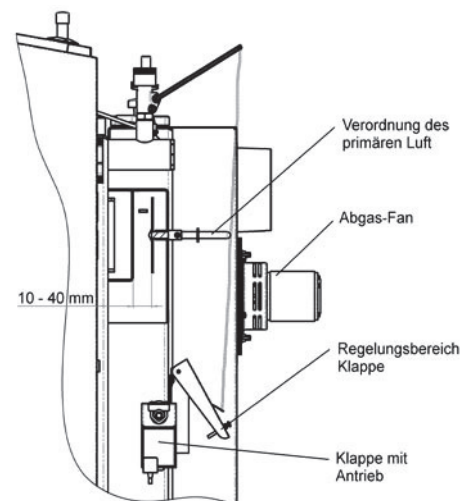 Verordnung des
primären Luft
Abgas-Fan
10 - 40 mm
Regelungsbereich
Klappe
Klappe mit
Antrieb